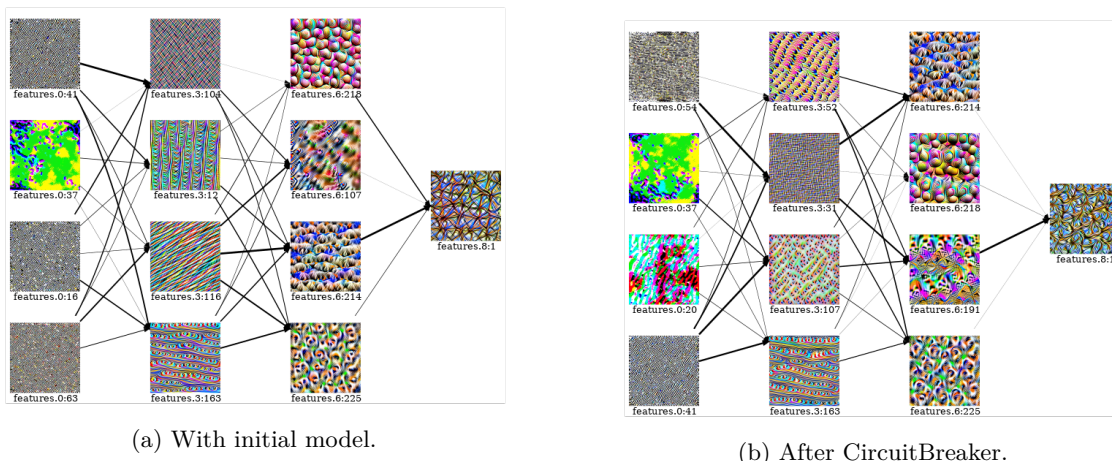 features.0:41
features.3:104
features.6:218
features.0:37
features.3:12
features.6:107
features.8:1
features.0:16
features.3:116
features.6:214
features.0:63
features.3:163
features.6:225
(a) With initial model.
features.0:54
features.3:52
features.6:214
features.0:37
features.3:31
features.6:218
features.8:1
features.0:20
features.3:107
features.6:191
features.0:41
features.3:163
features.6:225
(b) After CircuitBreaker.